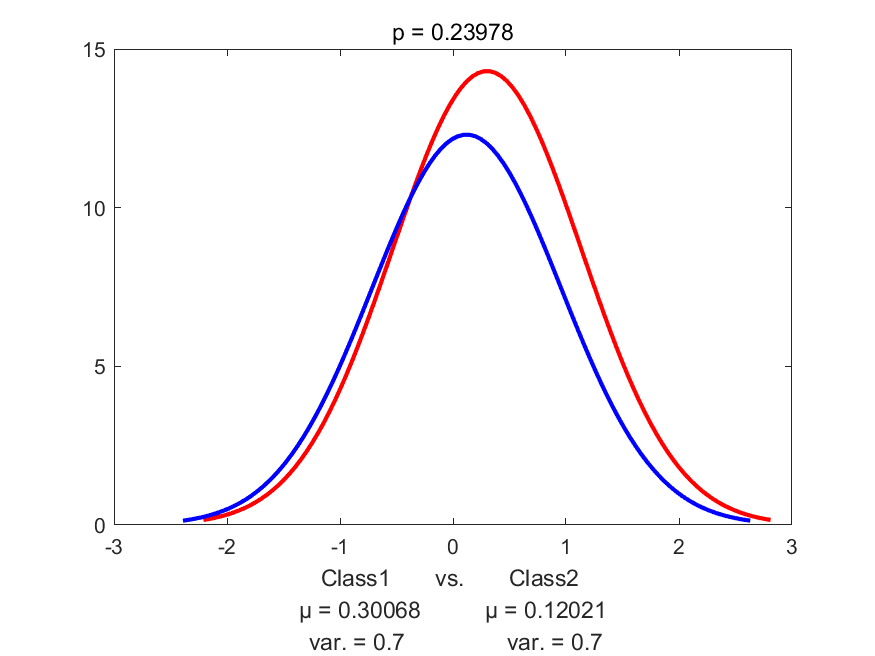 p = 0.23978
15
10
5
0
-3 -2 -1 0 1 2 3
Class1 vs. Class2
μ = 0.30068 μ = 0.12021
var. = 0.7 var. = 0.7